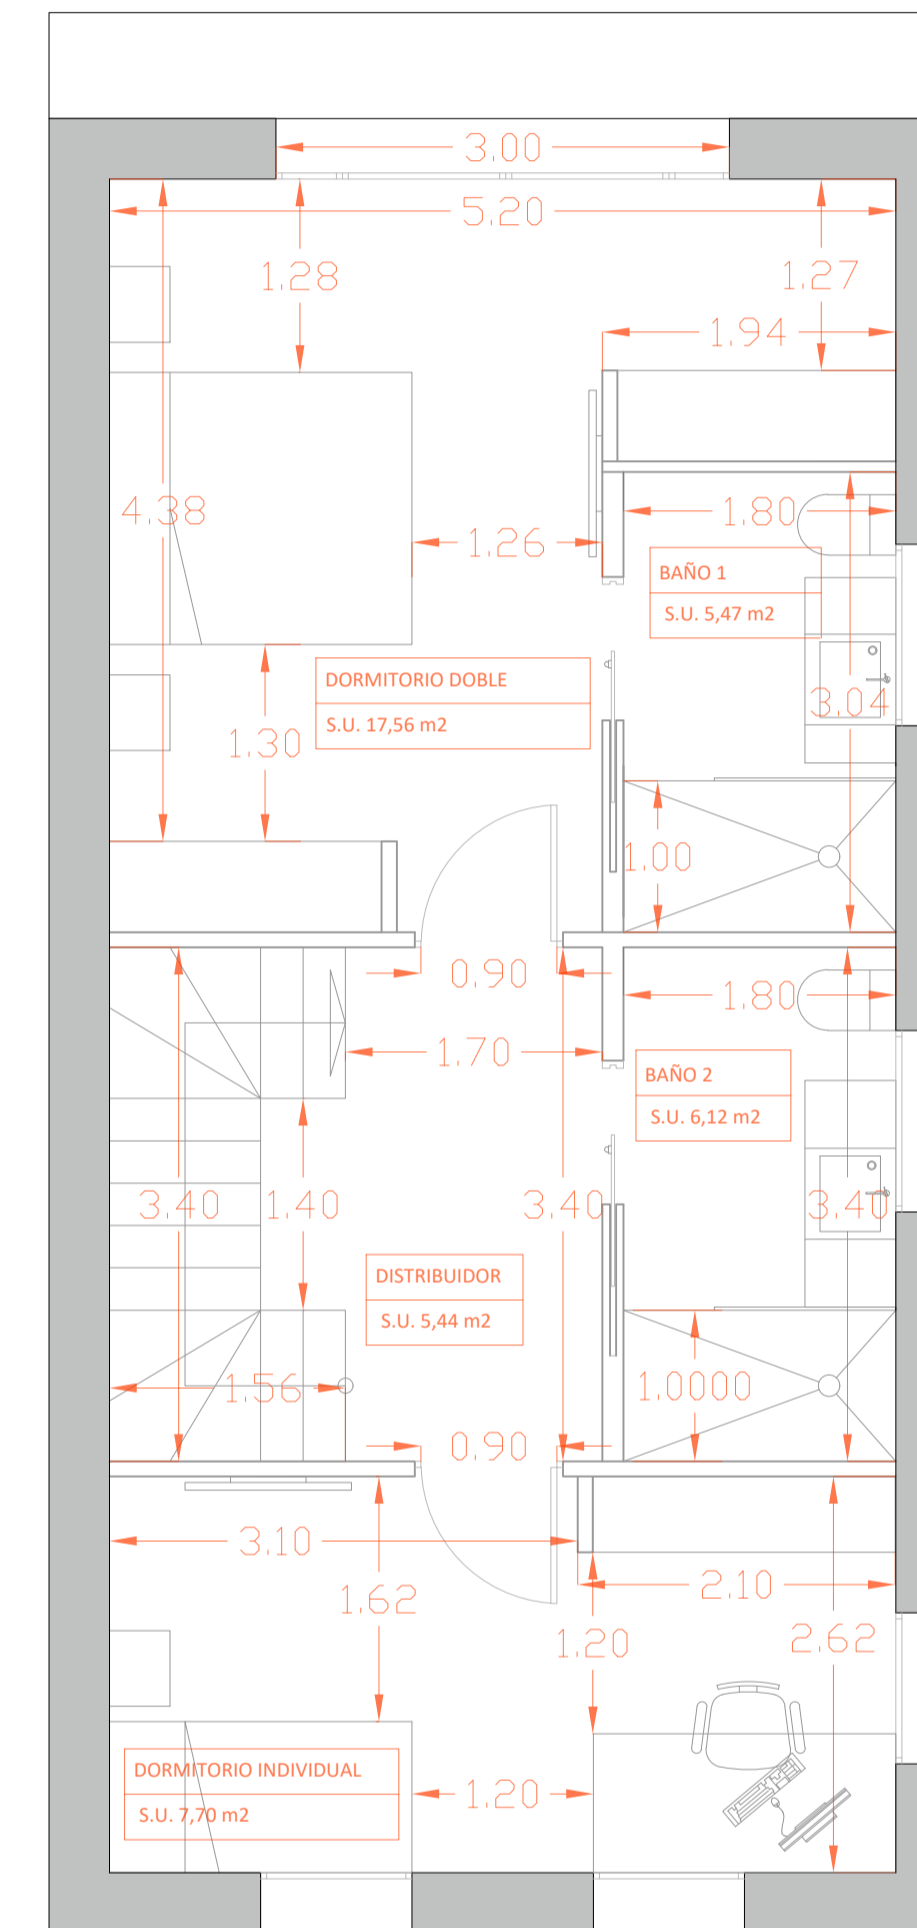 3.00
5.20
1.28
1.27
1.94
4.38
1.80
1.26
BAÑO 1
S.U. 5,47 m2
DORMITORIO DOBLE
S.U. 17,56 m2
3.04
1.30
1.00
0.90
1.80
1.70
BAÑO 2
S.U. 6,12 m2
3.40
1.40
3.40
3.40
DISTRIBUIDOR
S.U. 5,44 m2
1.56
1.0000
0.90
3.10
2.10
1.62
1.20
2.62
DORMITORIO INDIVIDUAL
S.U. 7,70 m2
1.20